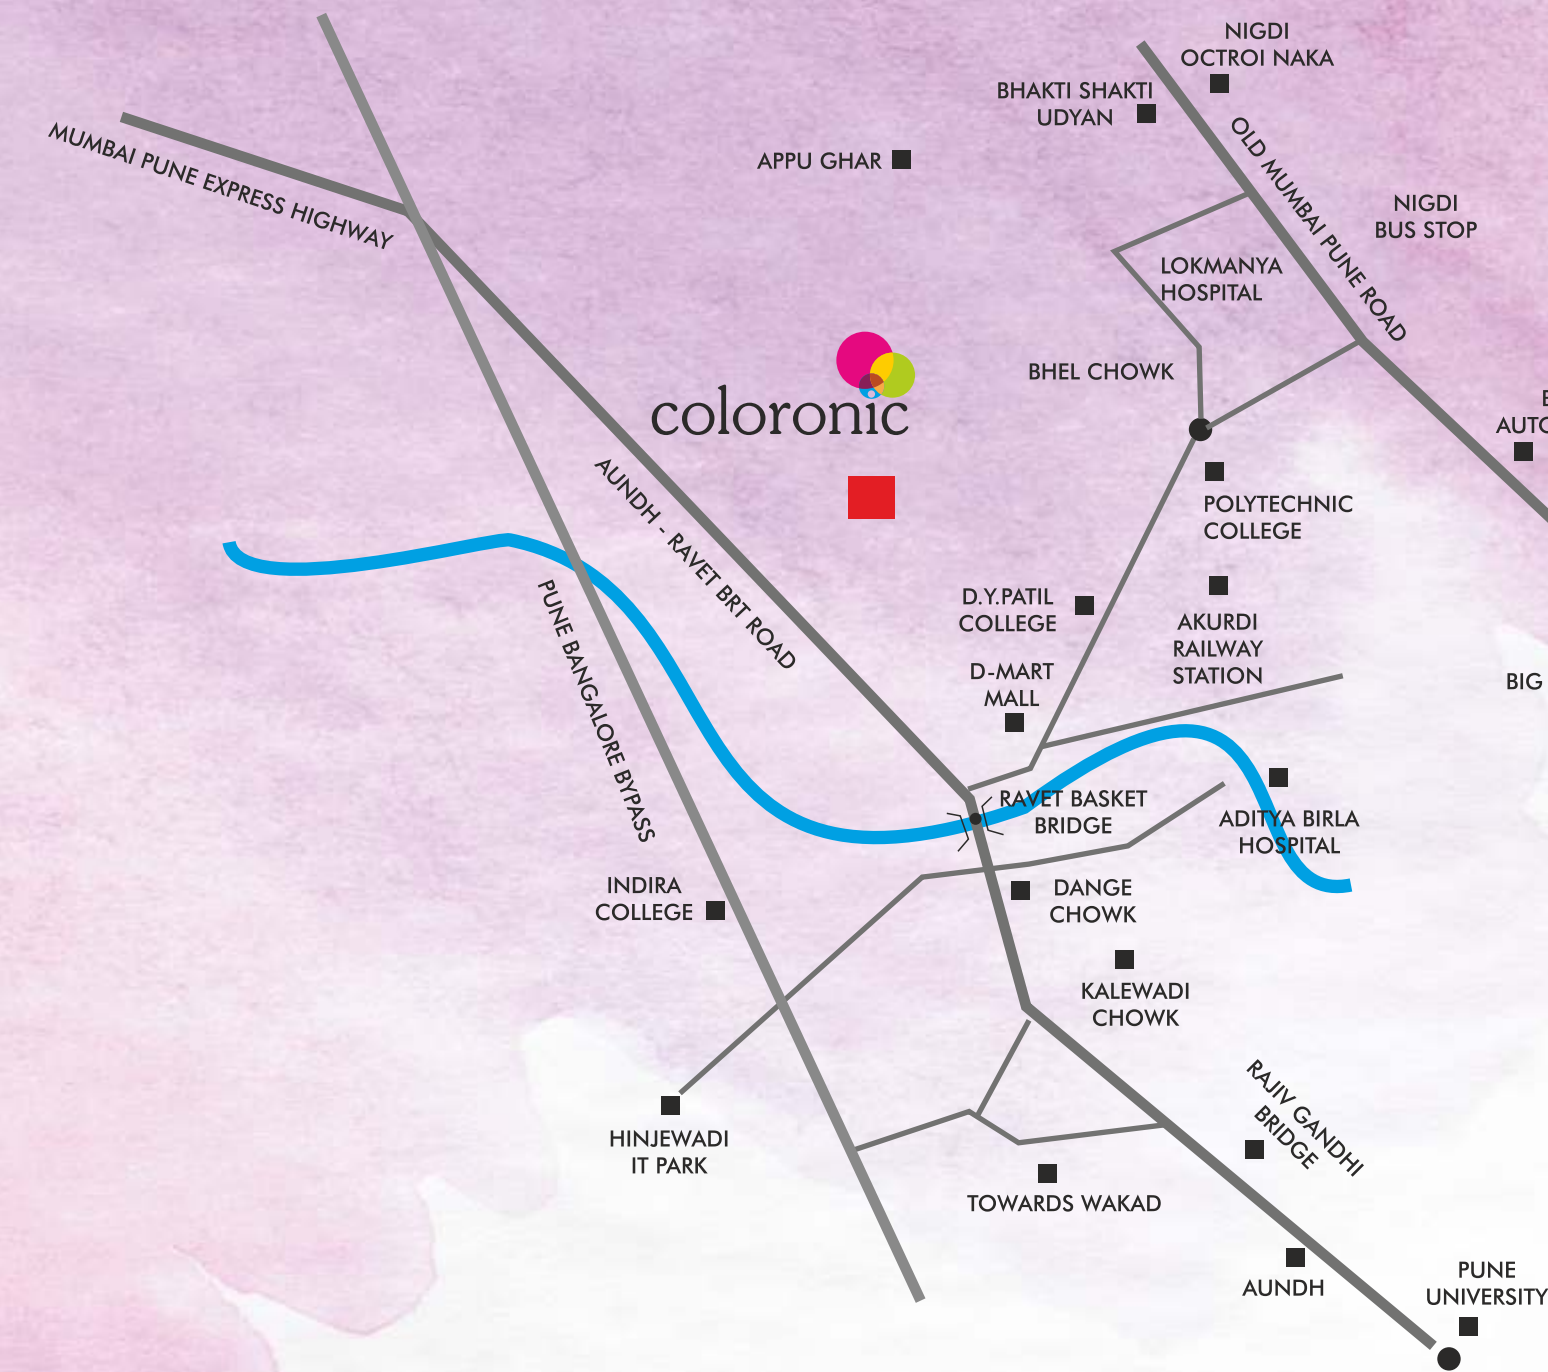 NIGDI
OCTROI NAKA
BHAKTI SHAKTI
UDYAN
APPU GHAR
MUMBAI PUNE EXPRESS HIGHWAY
OLD MUMBAI PUNE ROAD
NIGDI
BUS STOP
LOKMANYA
HOSPITAL
BHEL CHOWK
coloronic
AUNDH - RAVET BRT ROAD
POLYTECHNIC
COLLEGE
D.Y.PATIL
COLLEGE
AKURDI
RAILWAY
STATION
D-MART
MALL
BIG
PUNE BANGALORE BYPASS
RAVET BASKET
BRIDGE
ADITYA BIRLA
HOSPITAL
INDIRA
COLLEGE
DANGE
CHOWK
KALEWADI
CHOWK
RAJIV GANDHI
BRIDGE
HINJEWADI
IT PARK
TOWARDS WAKAD
AUNDH
PUNE
UNIVERSITY